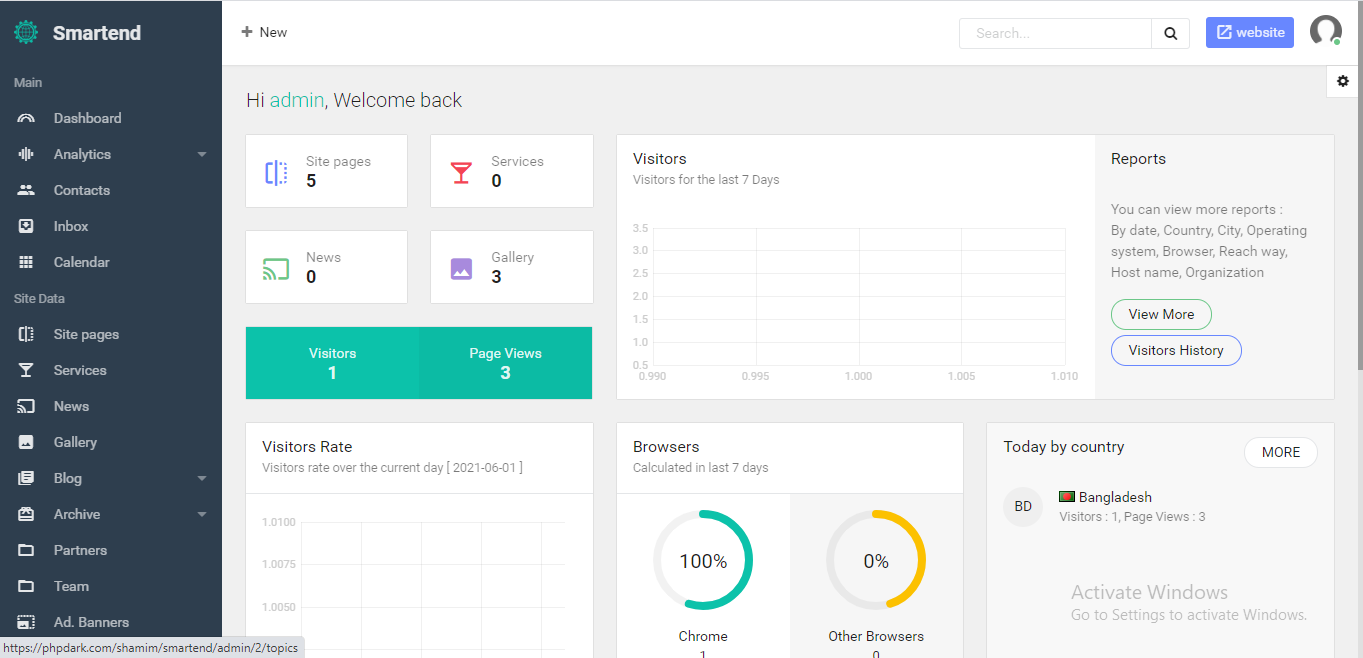 Smartend
+ New
Search...
website
Main
Dashboard
Analytics
Contacts
Inbox
Calendar
Site Data
Site pages
Services
News
Gallery
Blog
Archive
Partners
Team
Ad. Banners
https://phpdark.com/shamim/smartend/admin/2/topics
Hi admin, Welcome back
Site pages
5
Services
0
News
0
Gallery
3
Visitors
1
Page Views
3
Visitors
Visitors for the last 7 Days
3.5
3.0
2.5
2.0
1.5
1.0
0.5
0.990 0.995 1.000 1.005 1.010
Reports
You can view more reports :
By date, Country, City, Operating
system, Browser, Reach way,
Host name, Organization
View More
Visitors History
Visitors Rate
Visitors rate over the current day [ 2021-06-01 ]
1.0100
1.0075
1.0050
Browsers
Calculated in last 7 days
100%
Chrome
1
0%
Other Browsers
0
Today by country
MORE
BD
Bangladesh
Visitors : 1, Page Views : 3
Activate Windows
Go to Settings to activate Windows.